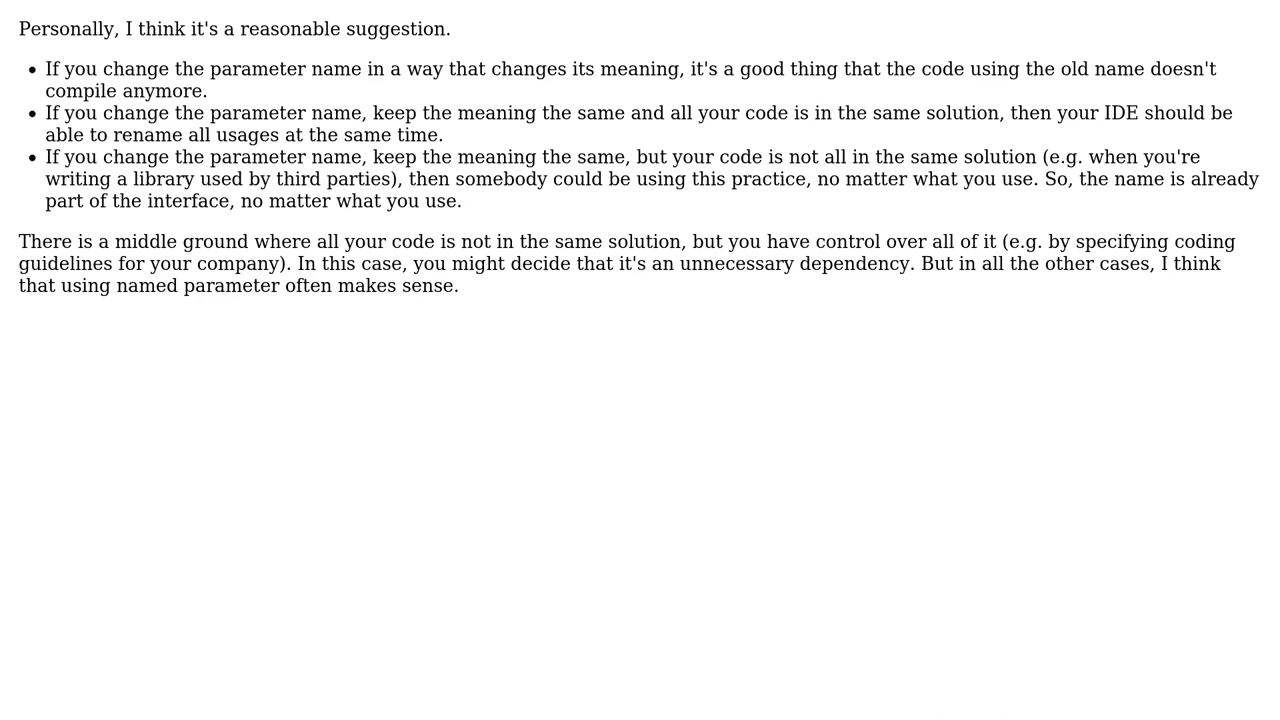 Personally, I think it's a reasonable suggestion.
• If you change the parameter name in a way that changes its meaning, it's a good thing that the code using the old name doesn't
compile anymore.
• If you change the parameter name, keep the meaning the same and all your code is in the same solution, then your IDE should be
able to rename all usages at the same time.
• If you change the parameter name, keep the meaning the same, but your code is not all in the same solution (e.g. when you're
writing a library used by third parties), then somebody could be using this practice, no matter what you use. So, the name is already
part of the interface, no matter what you use.
There is a middle ground where all your code is not in the same solution, but you have control over all of it (e.g. by specifying coding
guidelines for your company). In this case, you might decide that it's an unnecessary dependency. But in all the other cases, I think
that using named parameter often makes sense.